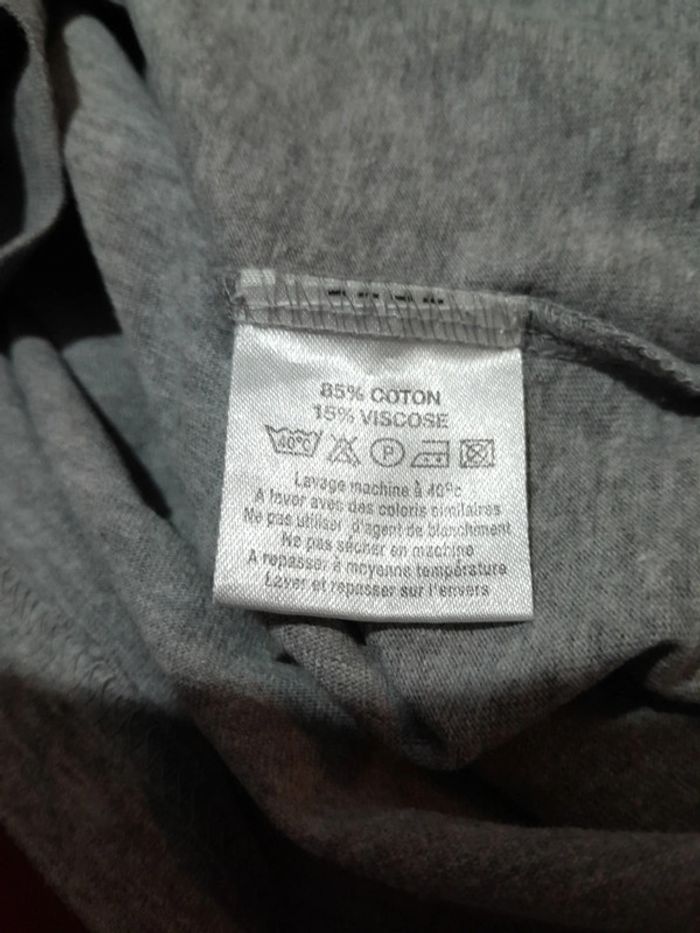 85% COTON
15% VISCOSE
40°C P
Lavage machine à 40°c
A laver avec des coloris similaires
Ne pas utiliser d'agent de blanchiment
Ne pas sécher en machine
A repasser à moyenne température
Laver et repasser sur l'envers